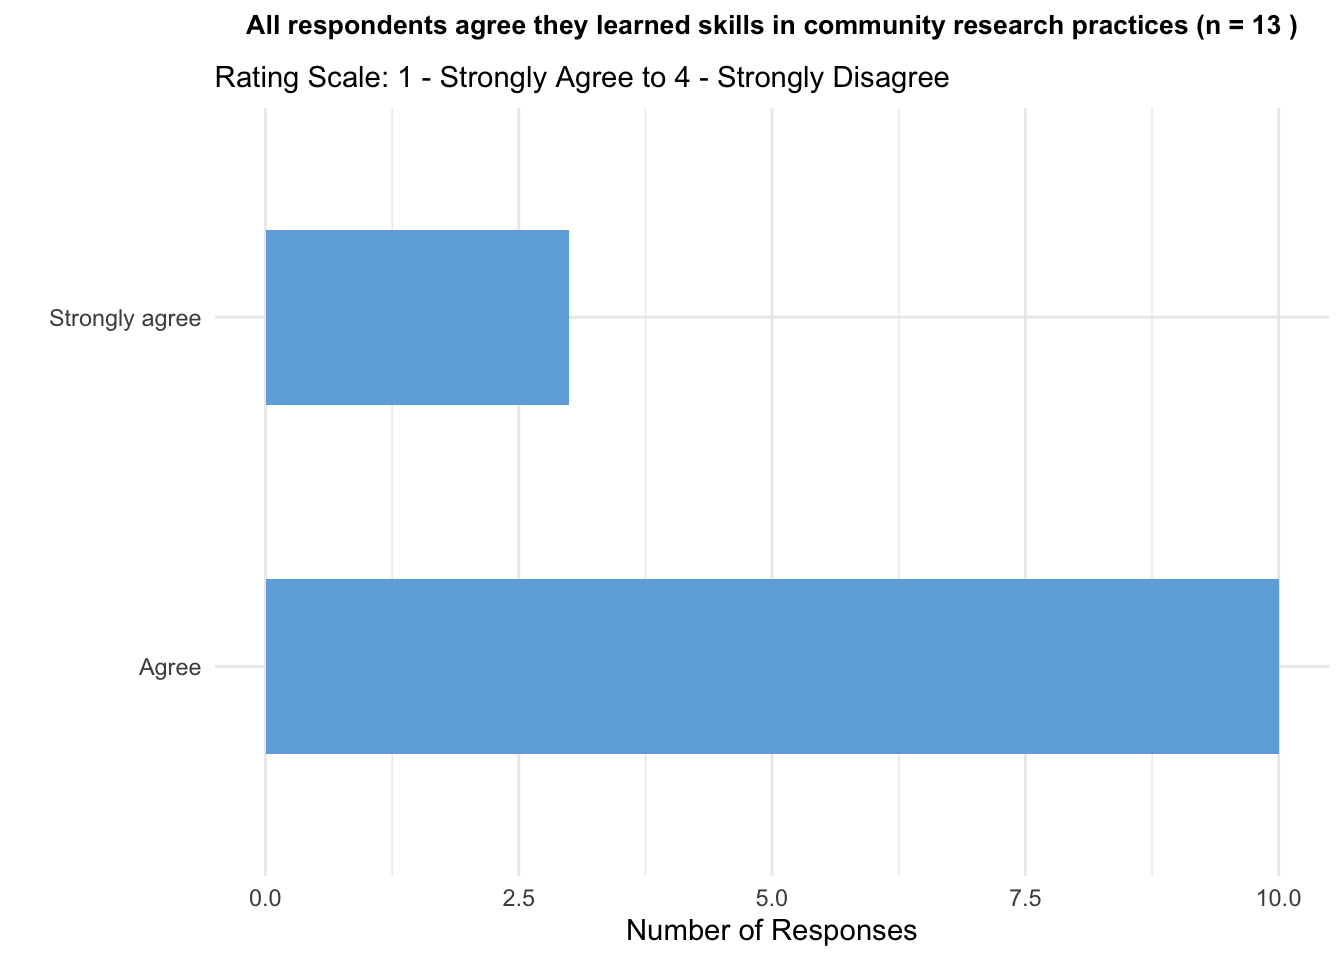 All respondents agree they learned skills in community research practices (n = 13 )
Rating Scale: 1 - Strongly Agree to 4 - Strongly Disagree
Strongly agree
Agree
0.0 2.5 5.0 7.5 10.0
Number of Responses